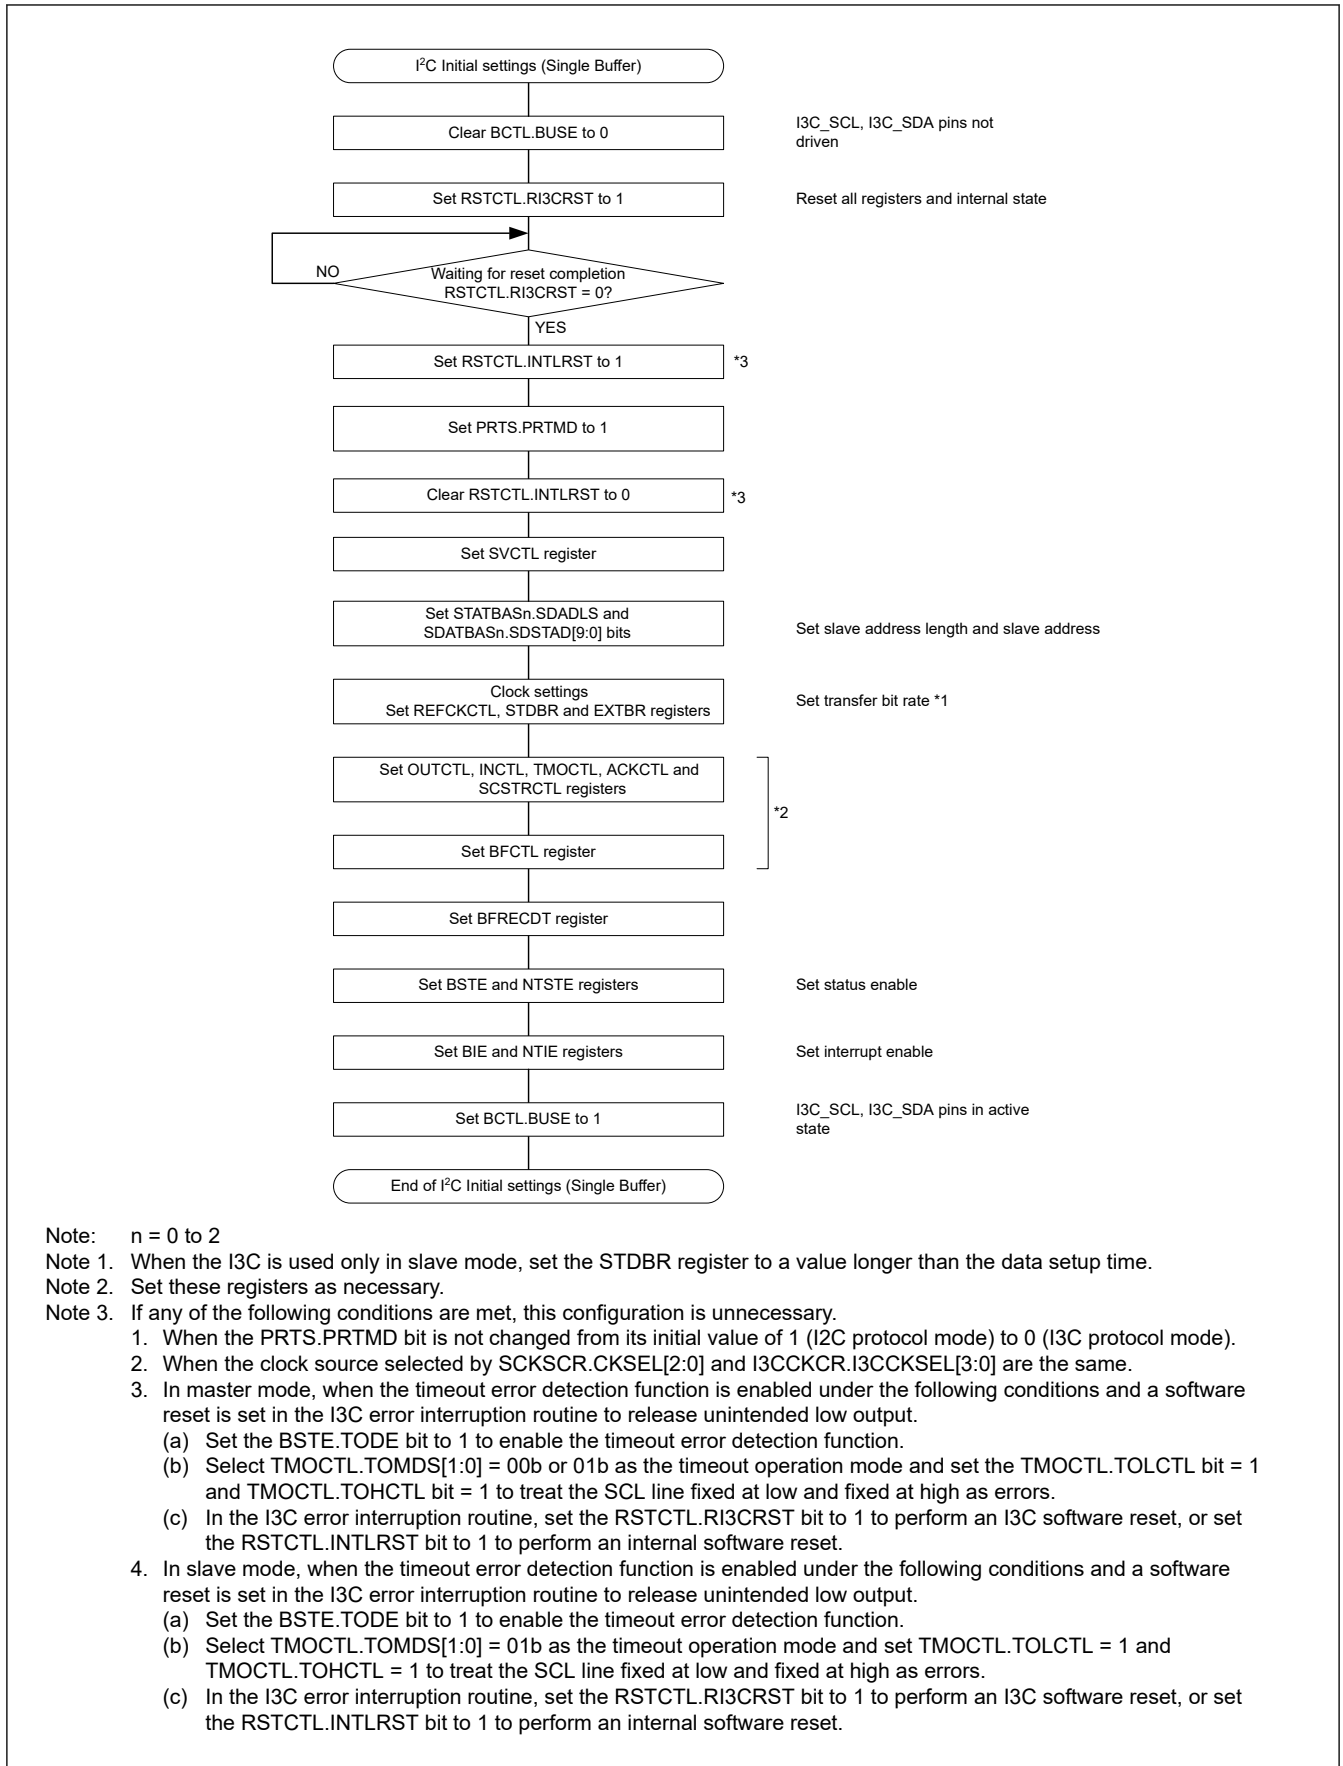 I²C Initial settings (Single Buffer)
Clear BCTL.BUSE to 0
I3C_SCL, I3C_SDA pins not
driven
Set RSTCTL.RI3CRST to 1
Reset all registers and internal state
NO
Waiting for reset completion
RSTCTL.RI3CRST = 0?
YES
Set RSTCTL.INTLRST to 1
*3
Set PRTS.PRTMD to 1
Clear RSTCTL.INTLRST to 0
*3
Set SVCTL register
Set STATBASn.SDADLS and
SDATBASn.SDSTAD[9:0] bits
Set slave address length and slave address
Clock settings
Set REFCKCTL, STDBR and EXTBR registers
Set transfer bit rate *1
Set OUTCTL, INCTL, TMOCTL, ACKCTL and
SCSTRCTL registers
*2
Set BFCTL register
Set BFRECDT register
Set BSTE and NTSTE registers
Set status enable
Set BIE and NTIE registers
Set interrupt enable
Set BCTL.BUSE to 1
I3C_SCL, I3C_SDA pins in active
state
End of I²C Initial settings (Single Buffer)
Note: n = 0 to 2
Note 1. When the I3C is used only in slave mode, set the STDBR register to a value longer than the data setup time.
Note 2. Set these registers as necessary.
Note 3. If any of the following conditions are met, this configuration is unnecessary.
1. When the PRTS.PRTMD bit is not changed from its initial value of 1 (I2C protocol mode) to 0 (I3C protocol mode).
2. When the clock source selected by SCKSCR.CKSEL[2:0] and I3CCKCR.I3CCKSEL[3:0] are the same.
3. In master mode, when the timeout error detection function is enabled under the following conditions and a software
reset is set in the I3C error interruption routine to release unintended low output.
(a) Set the BSTE.TODE bit to 1 to enable the timeout error detection function.
(b) Select TMOCTL.TOMDS[1:0] = 00b or 01b as the timeout operation mode and set the TMOCTL.TOLCTL bit = 1
and TMOCTL.TOHCTL bit = 1 to treat the SCL line fixed at low and fixed at high as errors.
(c) In the I3C error interruption routine, set the RSTCTL.RI3CRST bit to 1 to perform an I3C software reset, or set
the RSTCTL.INTLRST bit to 1 to perform an internal software reset.
4. In slave mode, when the timeout error detection function is enabled under the following conditions and a software
reset is set in the I3C error interruption routine to release unintended low output.
(a) Set the BSTE.TODE bit to 1 to enable the timeout error detection function.
(b) Select TMOCTL.TOMDS[1:0] = 01b as the timeout operation mode and set TMOCTL.TOLCTL = 1 and
TMOCTL.TOHCTL = 1 to treat the SCL line fixed at low and fixed at high as errors.
(c) In the I3C error interruption routine, set the RSTCTL.RI3CRST bit to 1 to perform an I3C software reset, or set
the RSTCTL.INTLRST bit to 1 to perform an internal software reset.